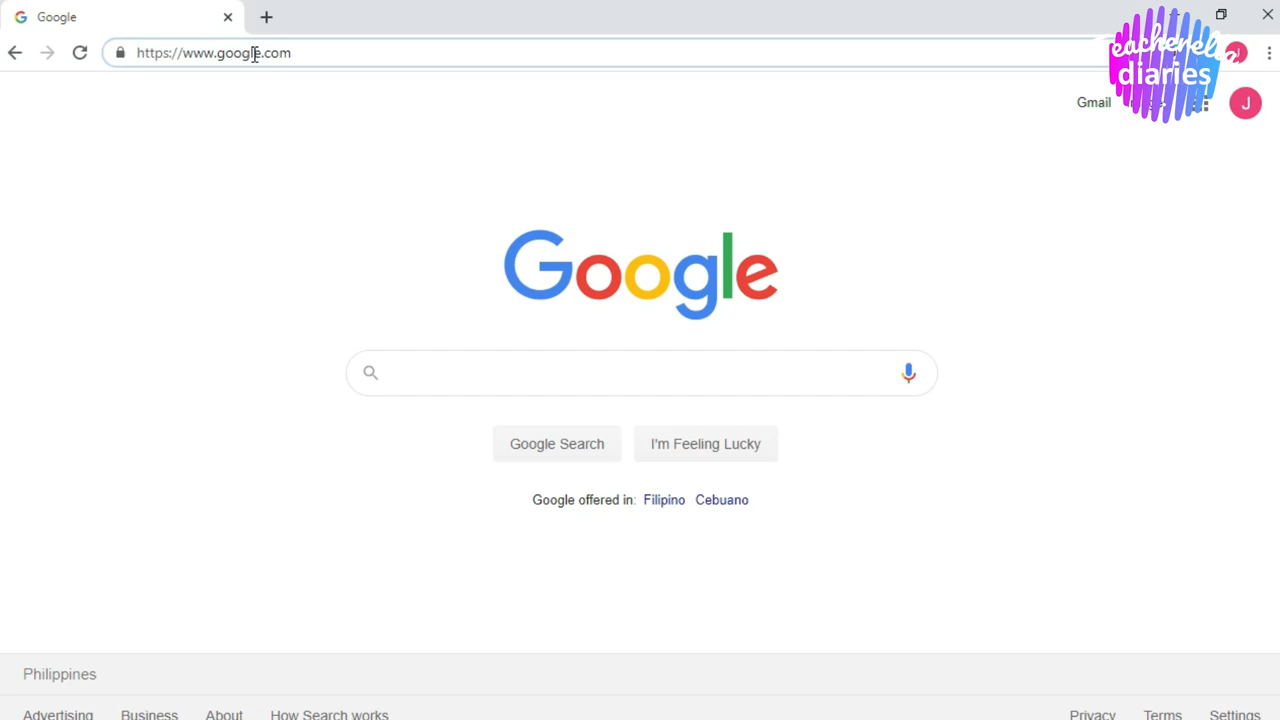 Google
https://www.google.com
Teacherella
diaries
Gmail
J
Google
Google Search
I'm Feeling Lucky
Google offered in: Filipino Cebuano
Philippines
Advertising Business About How Search works
Privacy Terms Settings